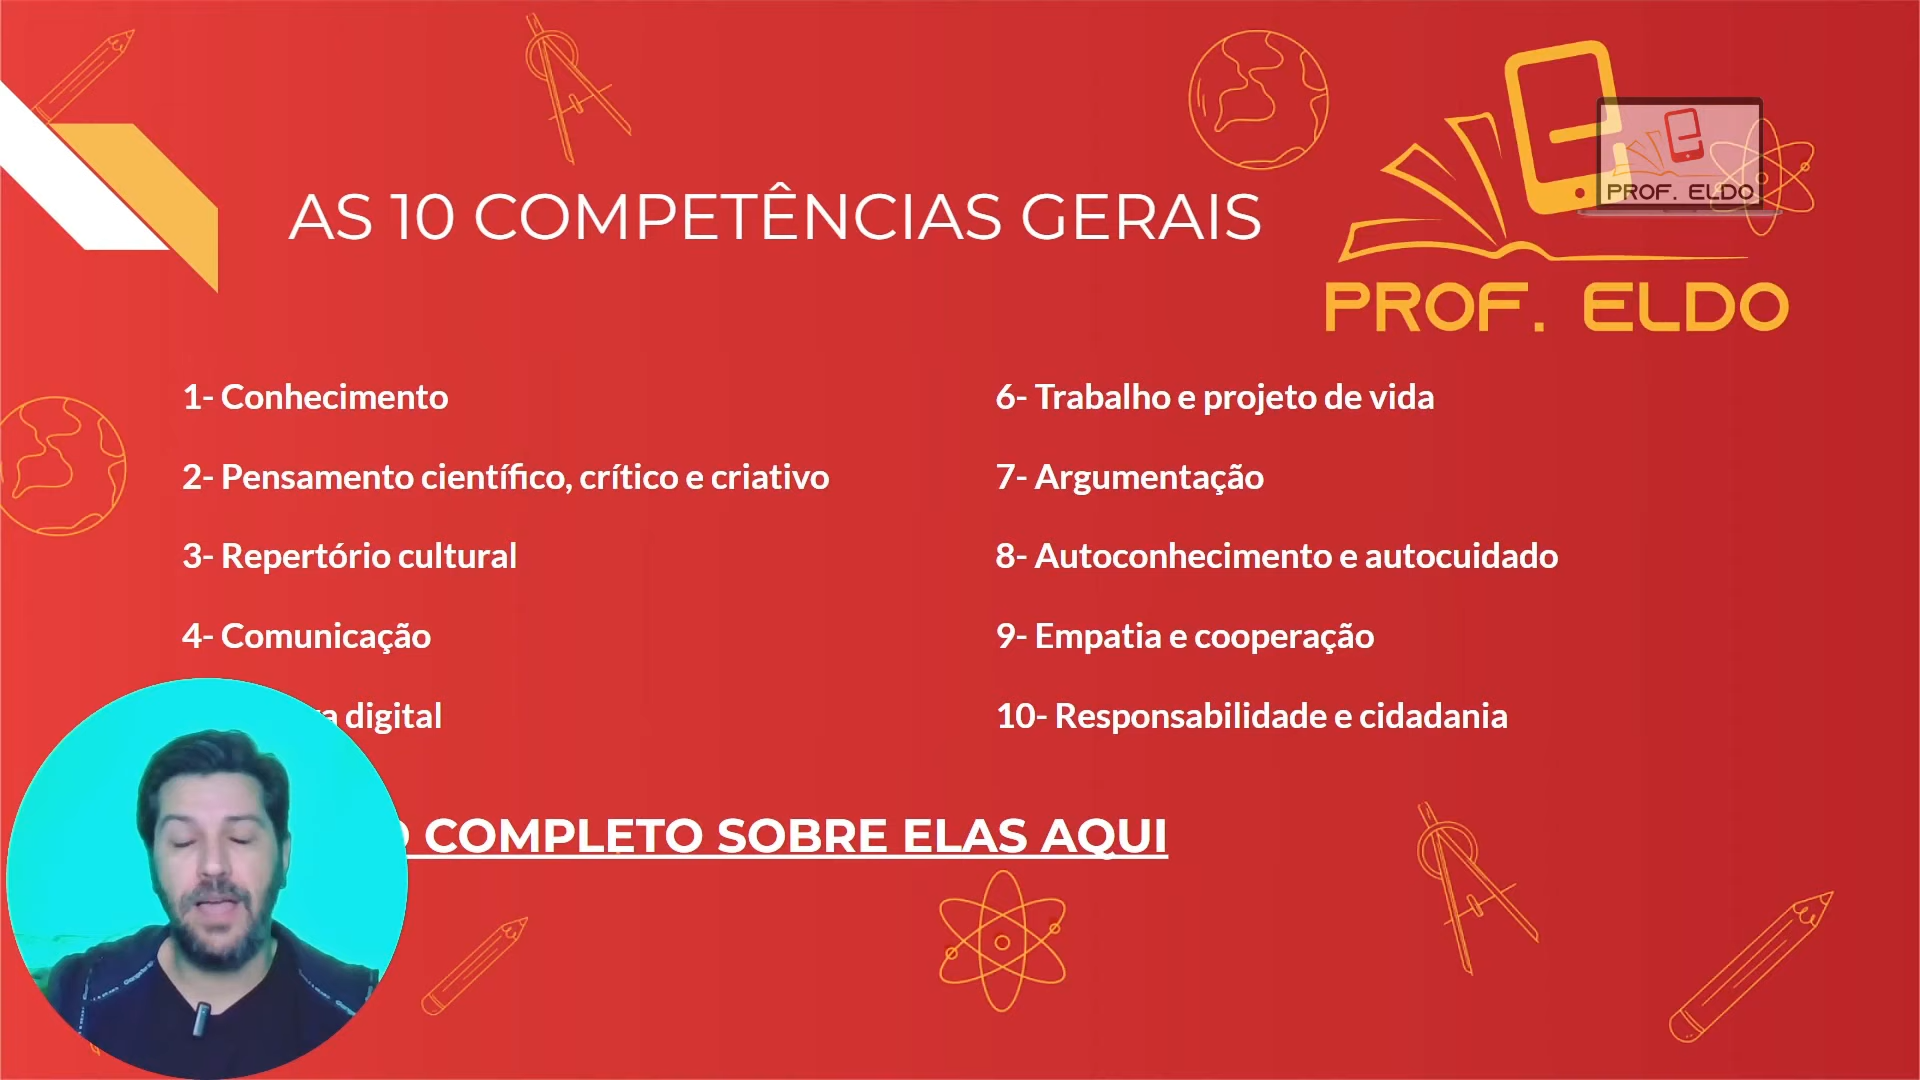 AS 10 COMPETÊNCIAS GERAIS
PROF. ELDO
PROF. ELDO
1- Conhecimento
2- Pensamento científico, crítico e criativo
3- Repertório cultural
4- Comunicação
digital
6- Trabalho e projeto de vida
7- Argumentação
8- Autoconhecimento e autocuidado
9- Empatia e cooperação
10- Responsabilidade e cidadania
COMPLETO SOBRE ELAS AQUI